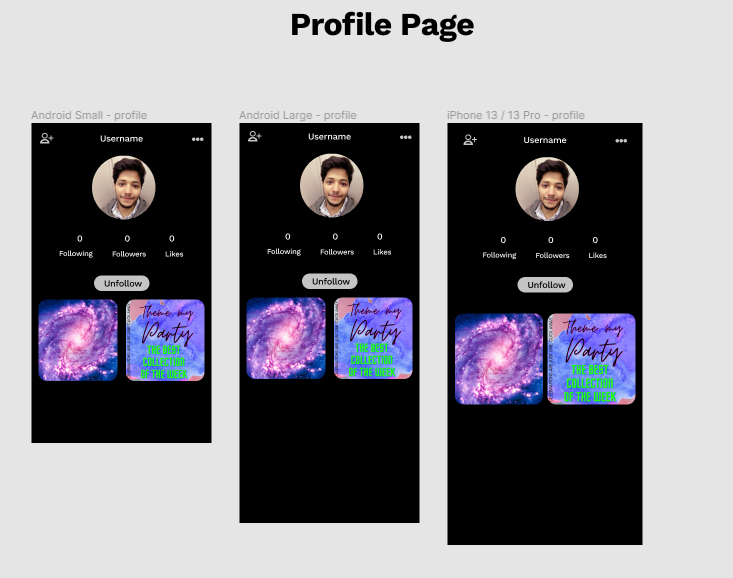 Profile Page
Android Small - profile
Username
0 0 0
Following Followers Likes
Unfollow
Theme my
Party
THE BEST
COLLECTION
OF THE WEEK
Android Large - profile
Username
0 0 0
Following Followers Likes
Unfollow
Theme my
Party
THE BEST
COLLECTION
OF THE WEEK
iPhone 13 / 13 Pro - profile
Username
0 0 0
Following Followers Likes
Unfollow
Theme my
Party
THE BEST
COLLECTION
OF THE WEEK